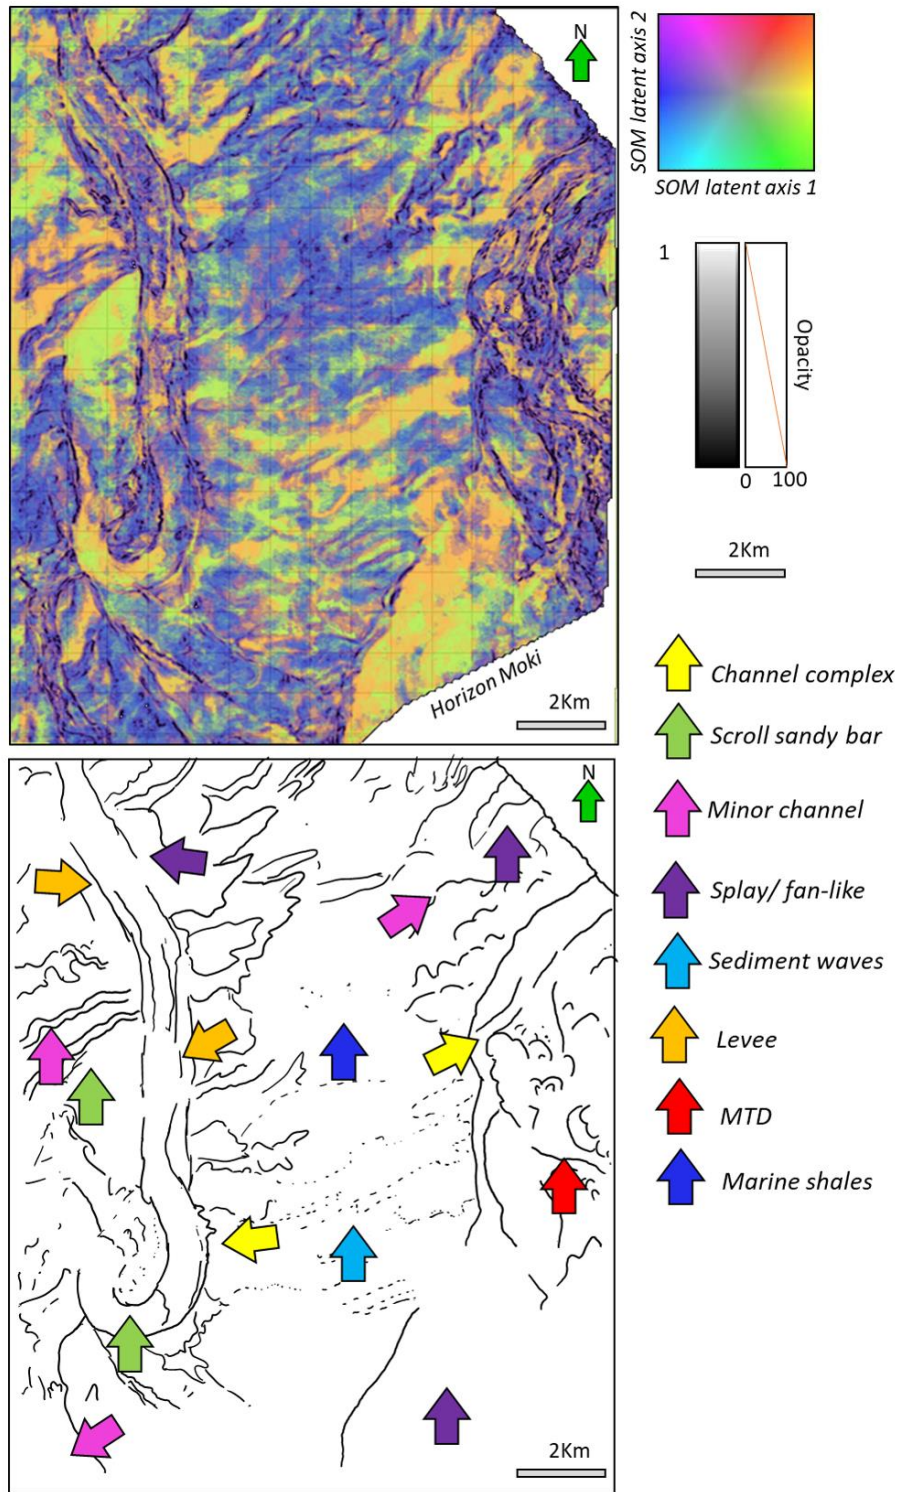 N
SOM latent axis 2
SOM latent axis 1
1
Opacity
0 100
2Km
Horizon Moki
2Km
Channel complex
Scroll sandy bar
N
Minor channel
Splay/ fan-like
Sediment waves
Levee
MTD
Marine shales
2Km